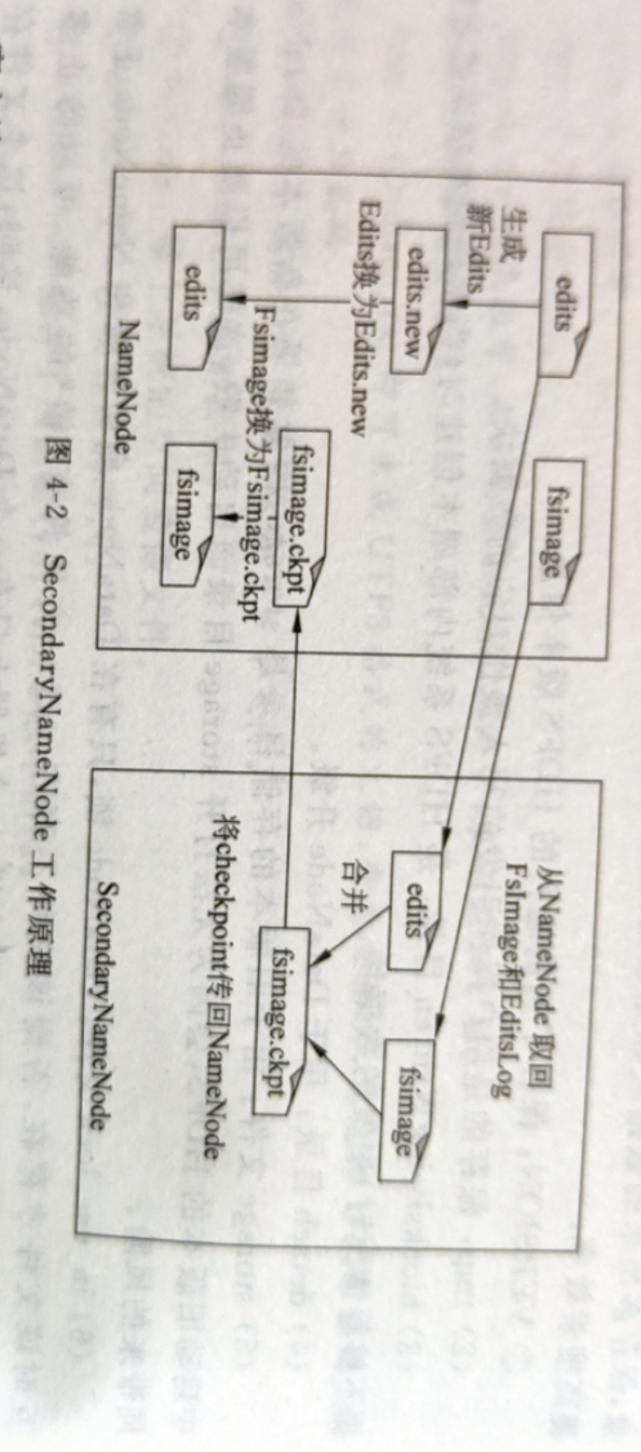 edits
fsimage
生成
新Edits
edits.new
Edits换为Edits.new
fsimage.ckpt
Fsimage换为Fsimage.ckpt
edits
fsimage
NameNode
从NameNode 取回
FsImage和EditsLog
edits
fsimage
合并
fsimage.ckpt
将checkpoint传回NameNode
SecondaryNameNode
图 4-2 SecondaryNameNode 工作原理